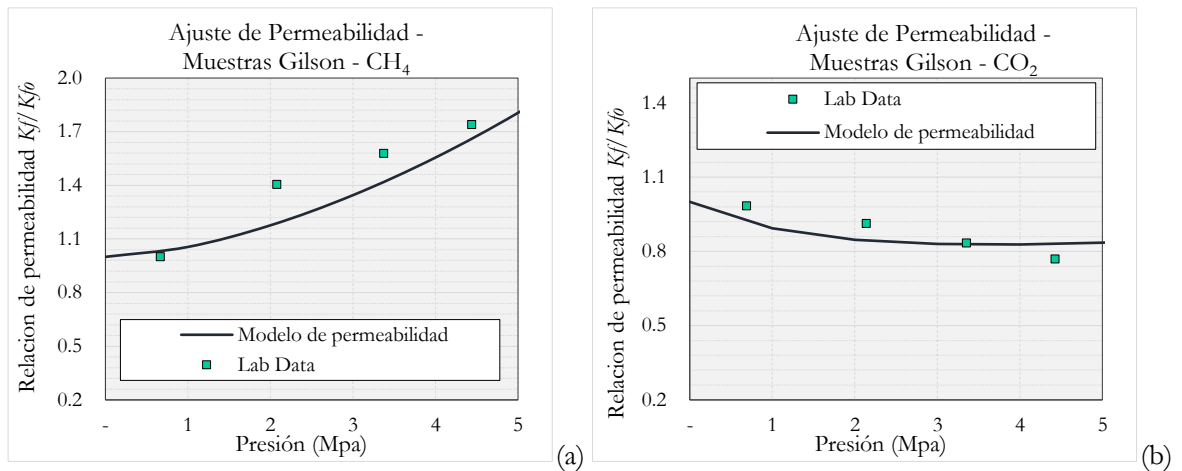 Ajuste de Permeabilidad -
Muestras Gilson - CH4
Relacion de permeabilidad Kf/Kfo
2.0
1.7
1.4
1.1
0.8
0.5
0.2
Modelo de permeabilidad
Lab Data
- 1 2 3 4 5
Presión (Mpa)
(a)
Ajuste de Permeabilidad -
Muestras Gilson - CO2
Relacion de permeabilidad Kf/Kfo
1.4
1.1
0.8
0.5
0.2
Lab Data
Modelo de permeabilidad
- 1 2 3 4 5
Presión (Mpa)
(b)